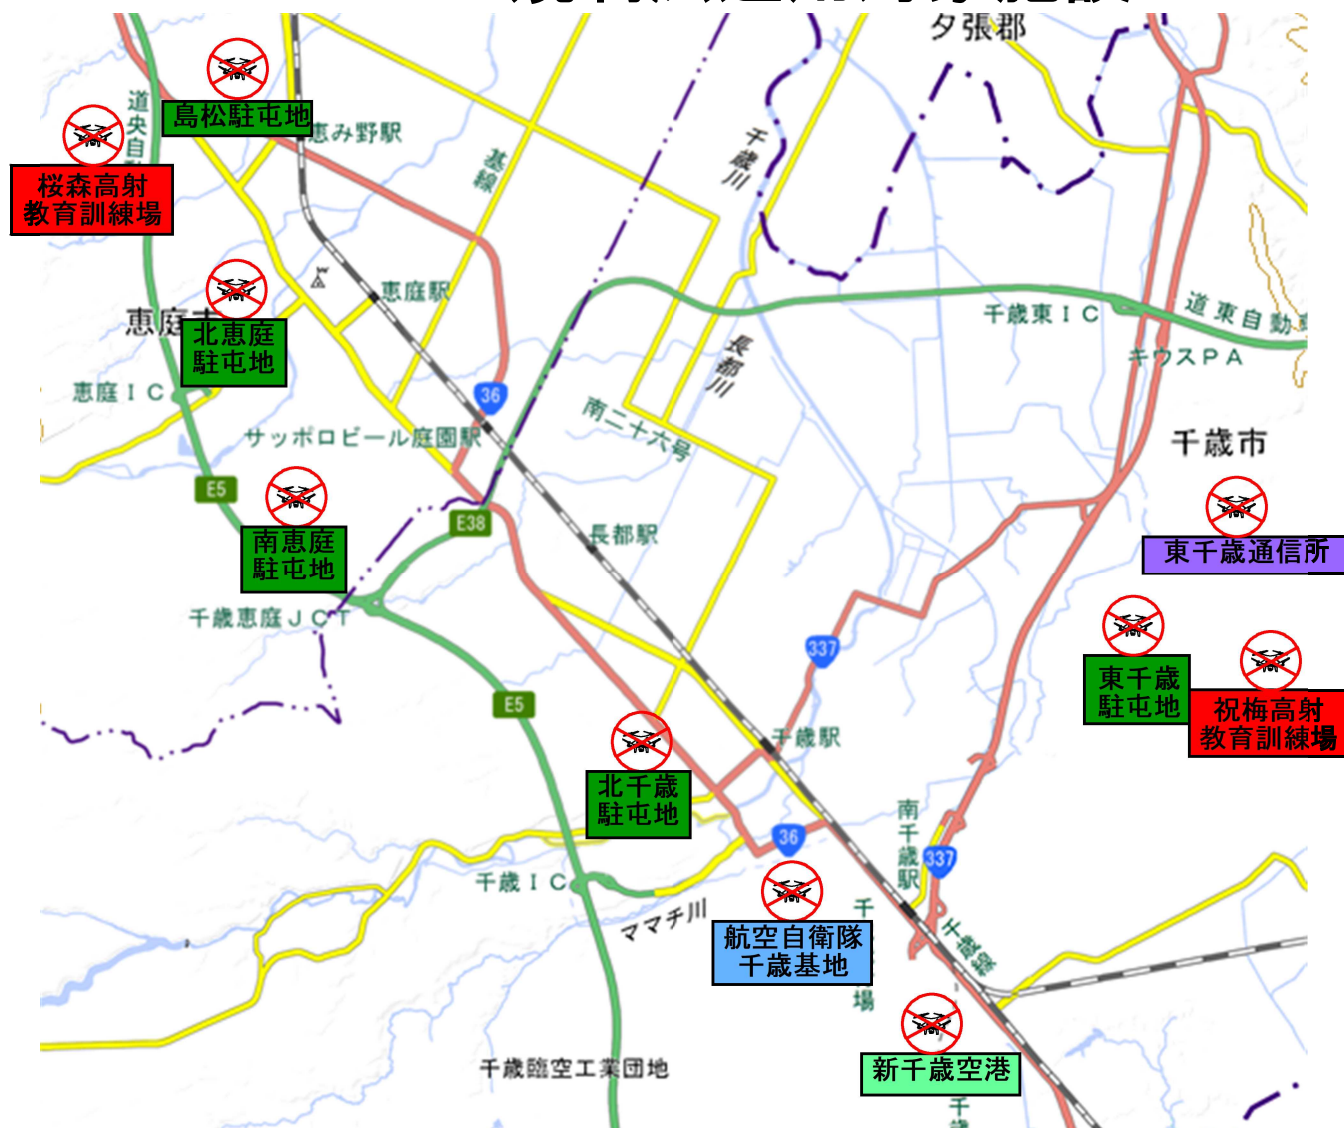 夕張郡
島松駐屯地
恵み野駅
道央自動
桜森高射
教育訓練場
基線
千歳川
恵庭駅
北恵庭
駐屯地
恵庭IC
千歳東IC
道東自動
キウスPA
長都川
36
南二十六号
サッポロビール庭園駅
千歳市
E5
E38
南恵庭
駐屯地
長都駅
東千歳通信所
千歳恵庭JCT
337
東千歳
駐屯地
祝梅高射
教育訓練場
E5
千歳駅
北千歳
駐屯地
36
南千歳駅
337
千歳IC
ママチ川
航空自衛隊
千歳基地
千歳線
場
新千歳空港
千歳臨空工業団地